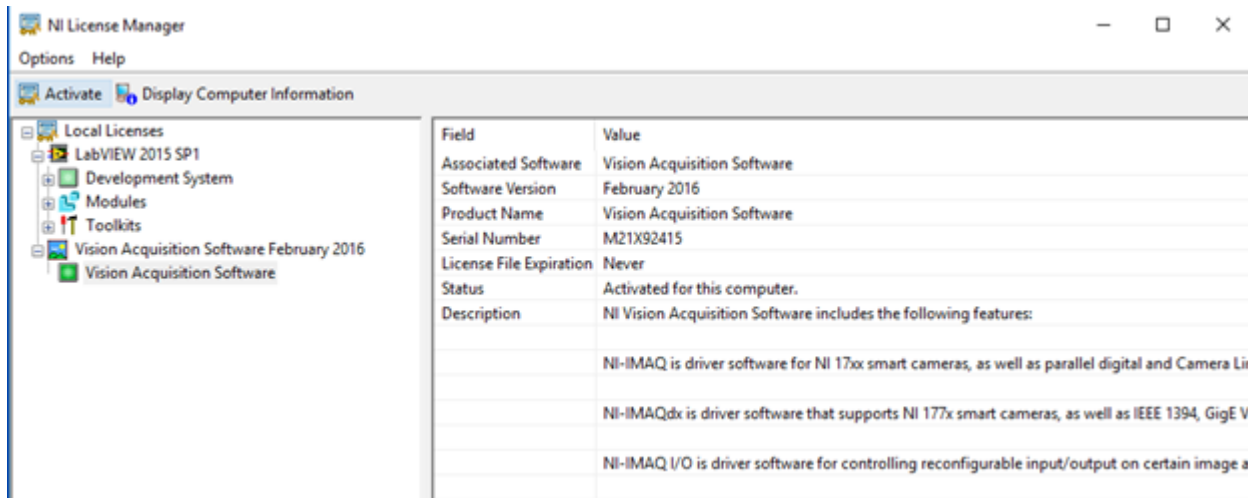 NI License Manager
Options Help
Activate Display Computer Information
Local Licenses
LabVIEW 2015 SP1
Development System
Modules
Toolkits
Vision Acquisition Software February 2016
Vision Acquisition Software
Field Value
Associated Software Vision Acquisition Software
Software Version February 2016
Product Name Vision Acquisition Software
Serial Number M21X92415
License File Expiration Never
Status Activated for this computer.
Description NI Vision Acquisition Software includes the following features:
NI-IMAQ is driver software for NI 17xx smart cameras, as well as parallel digital and Camera
NI-IMAQdx is driver software that supports NI 177x smart cameras, as well as IEEE 1394, GigE
NI-IMAQ I/O is driver software for controlling reconfigurable input/output on certain image